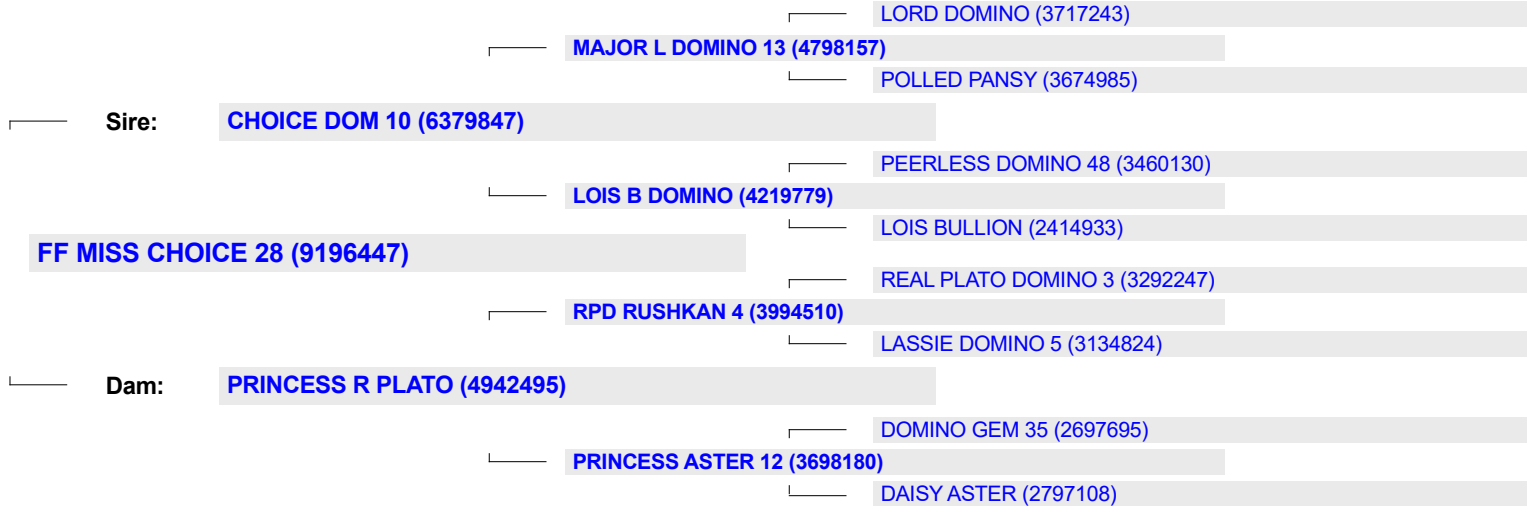 LORD DOMINO (3717243)
MAJOR L DOMINO 13 (4798157)
POLLED PANSY (3674985)
Sire: CHOICE DOM 10 (6379847)
PEERLESS DOMINO 48 (3460130)
LOIS B DOMINO (4219779)
LOIS BULLION (2414933)
FF MISS CHOICE 28 (9196447)
REAL PLATO DOMINO 3 (3292247)
RPD RUSHKAN 4 (3994510)
LASSIE DOMINO 5 (3134824)
Dam: PRINCESS R PLATO (4942495)
DOMINO GEM 35 (2697695)
PRINCESS ASTER 12 (3698180)
DAISY ASTER (2797108)